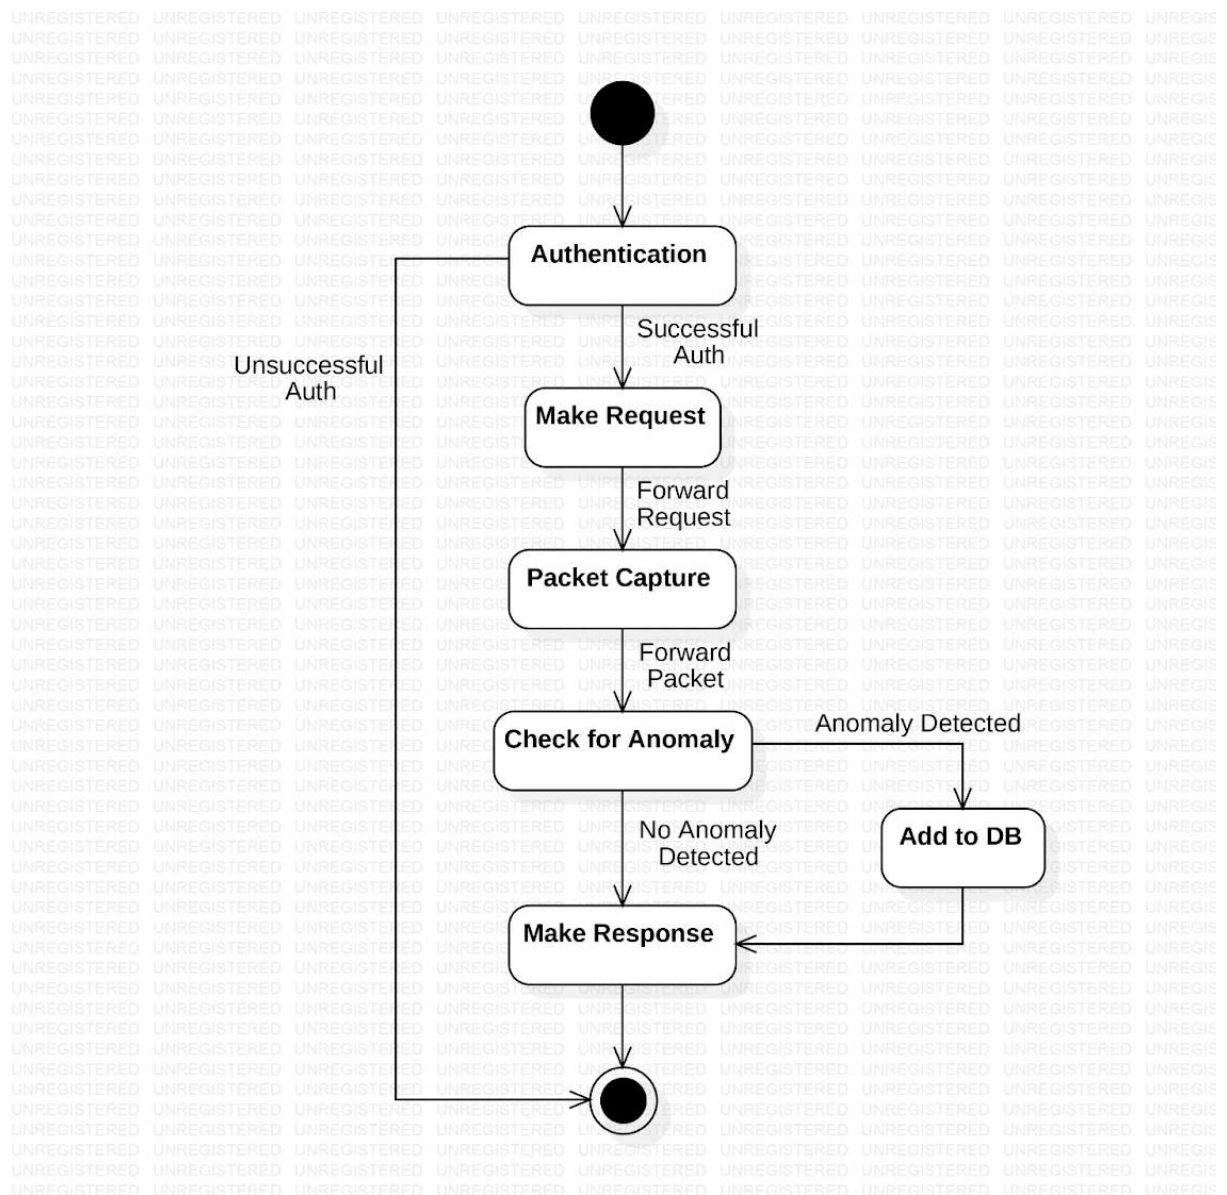 Authentication
Successful
Auth
Unsuccessful
Auth
Make Request
Forward
Request
Packet Capture
Forward
Packet
Check for Anomaly
Anomaly Detected
No Anomaly
Detected
Add to DB
Make Response
UNREGISTERED